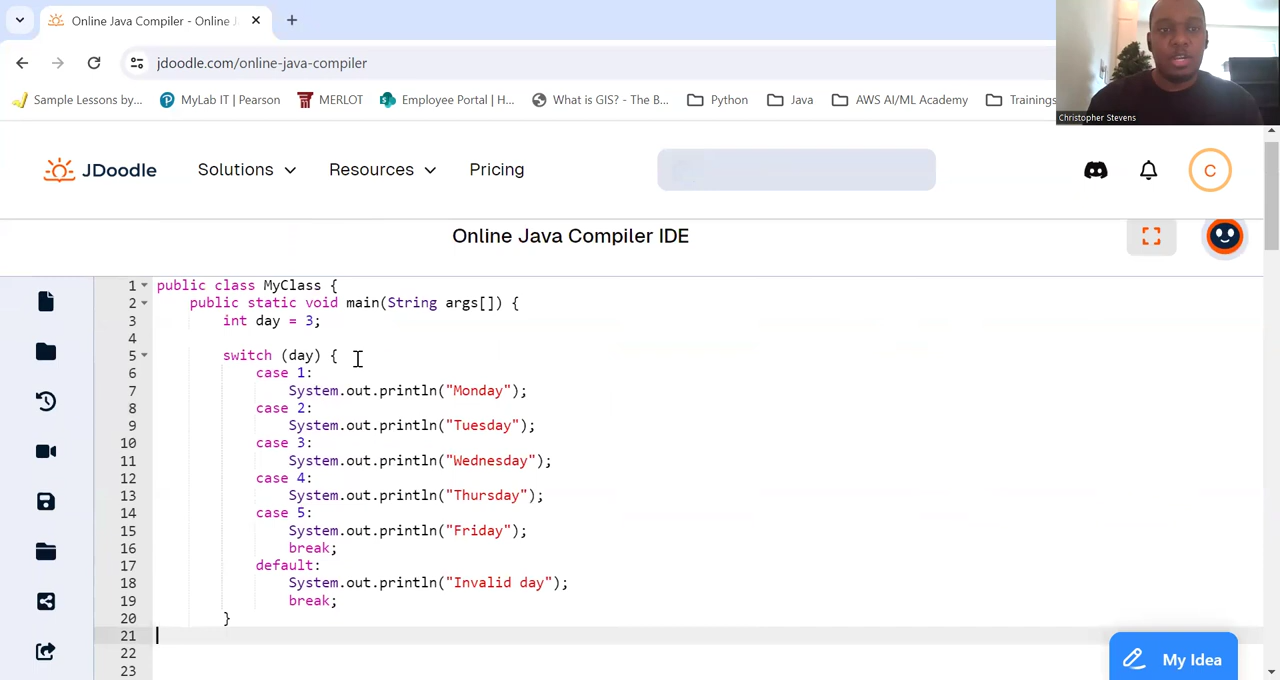 Online Java Compiler - Online J
jdoodle.com/online-java-compiler
Sample Lessons by... MyLab IT | Pearson MERLOT Employee Portal | H... What is GIS? - The B... Python Java AWS AI/ML Academy Trainings
Christopher Stevens
JDoodle Solutions Resources Pricing C
Online Java Compiler IDE
1 public class MyClass {
2 public static void main(String args[]) {
3 int day = 3;
4
5 switch (day) {
6 case 1:
7 System.out.println("Monday");
8 case 2:
9 System.out.println("Tuesday");
10 case 3:
11 System.out.println("Wednesday");
12 case 4:
13 System.out.println("Thursday");
14 case 5:
15 System.out.println("Friday");
16 break;
17 default:
18 System.out.println("Invalid day");
19 break;
20 }
21
22
23
My Idea